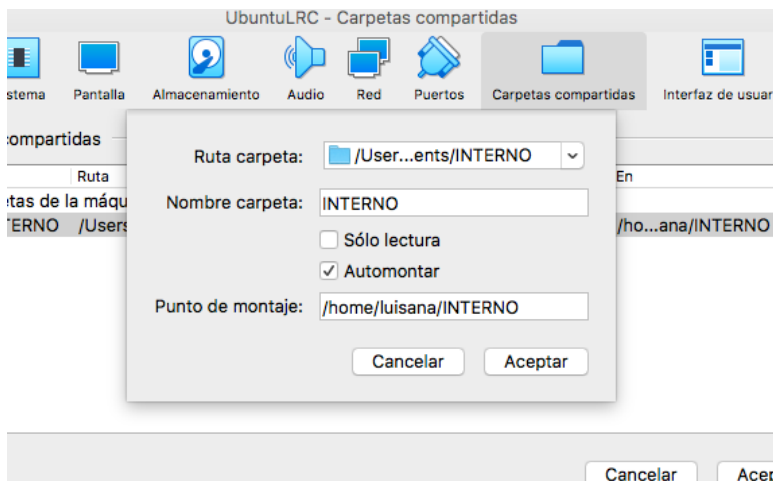 UbuntuLRC - Carpetas compartidas
stema Pantalla Almacenamiento Audio Red Puertos Carpetas compartidas Interfaz de usuar
compartidas
Ruta carpeta: /User...ents/INTERNO
Ruta En
etas de la máqu Nombre carpeta: INTERNO
TERNO /Users /ho...ana/INTERNO
Sólo lectura
Automontar
Punto de montaje: /home/luisana/INTERNO
Cancelar Aceptar
Cancelar Acep